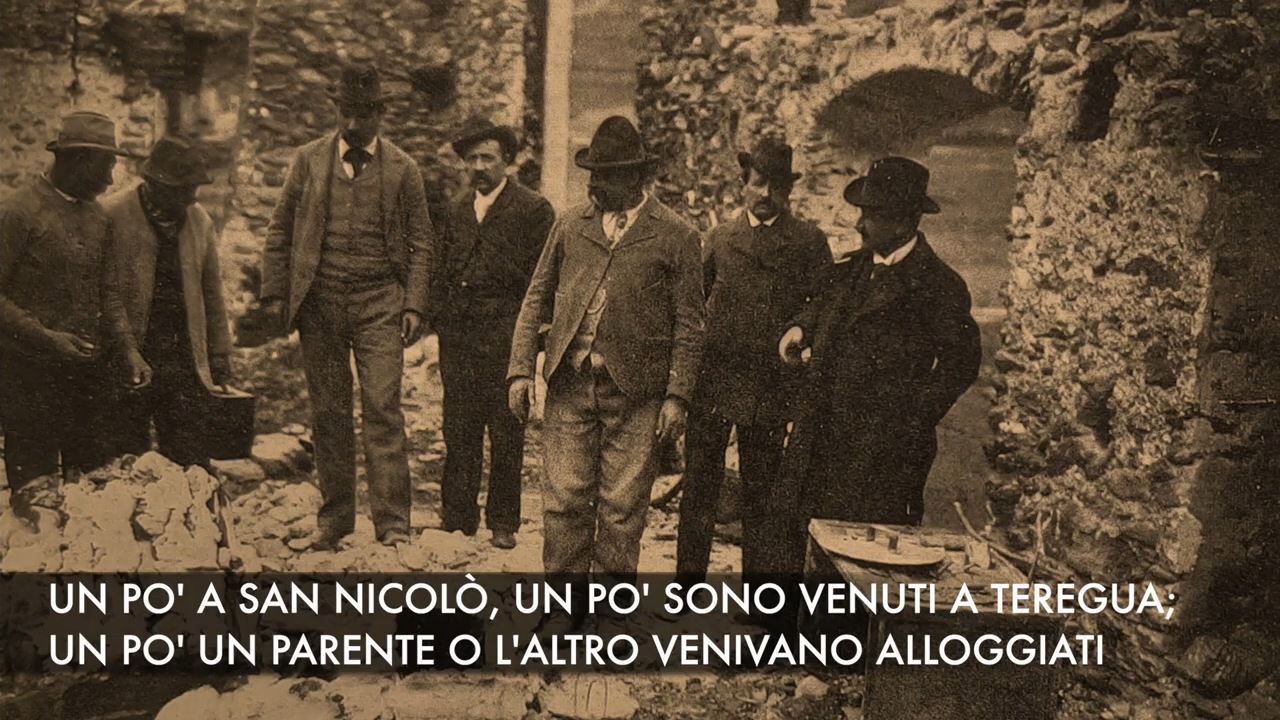 UN PO' A SAN NICOLÒ, UN PO' SONO VENUTI A TEREGUA;
UN PO' UN PARENTE O L'ALTRO VENIVANO ALLOGGIATI